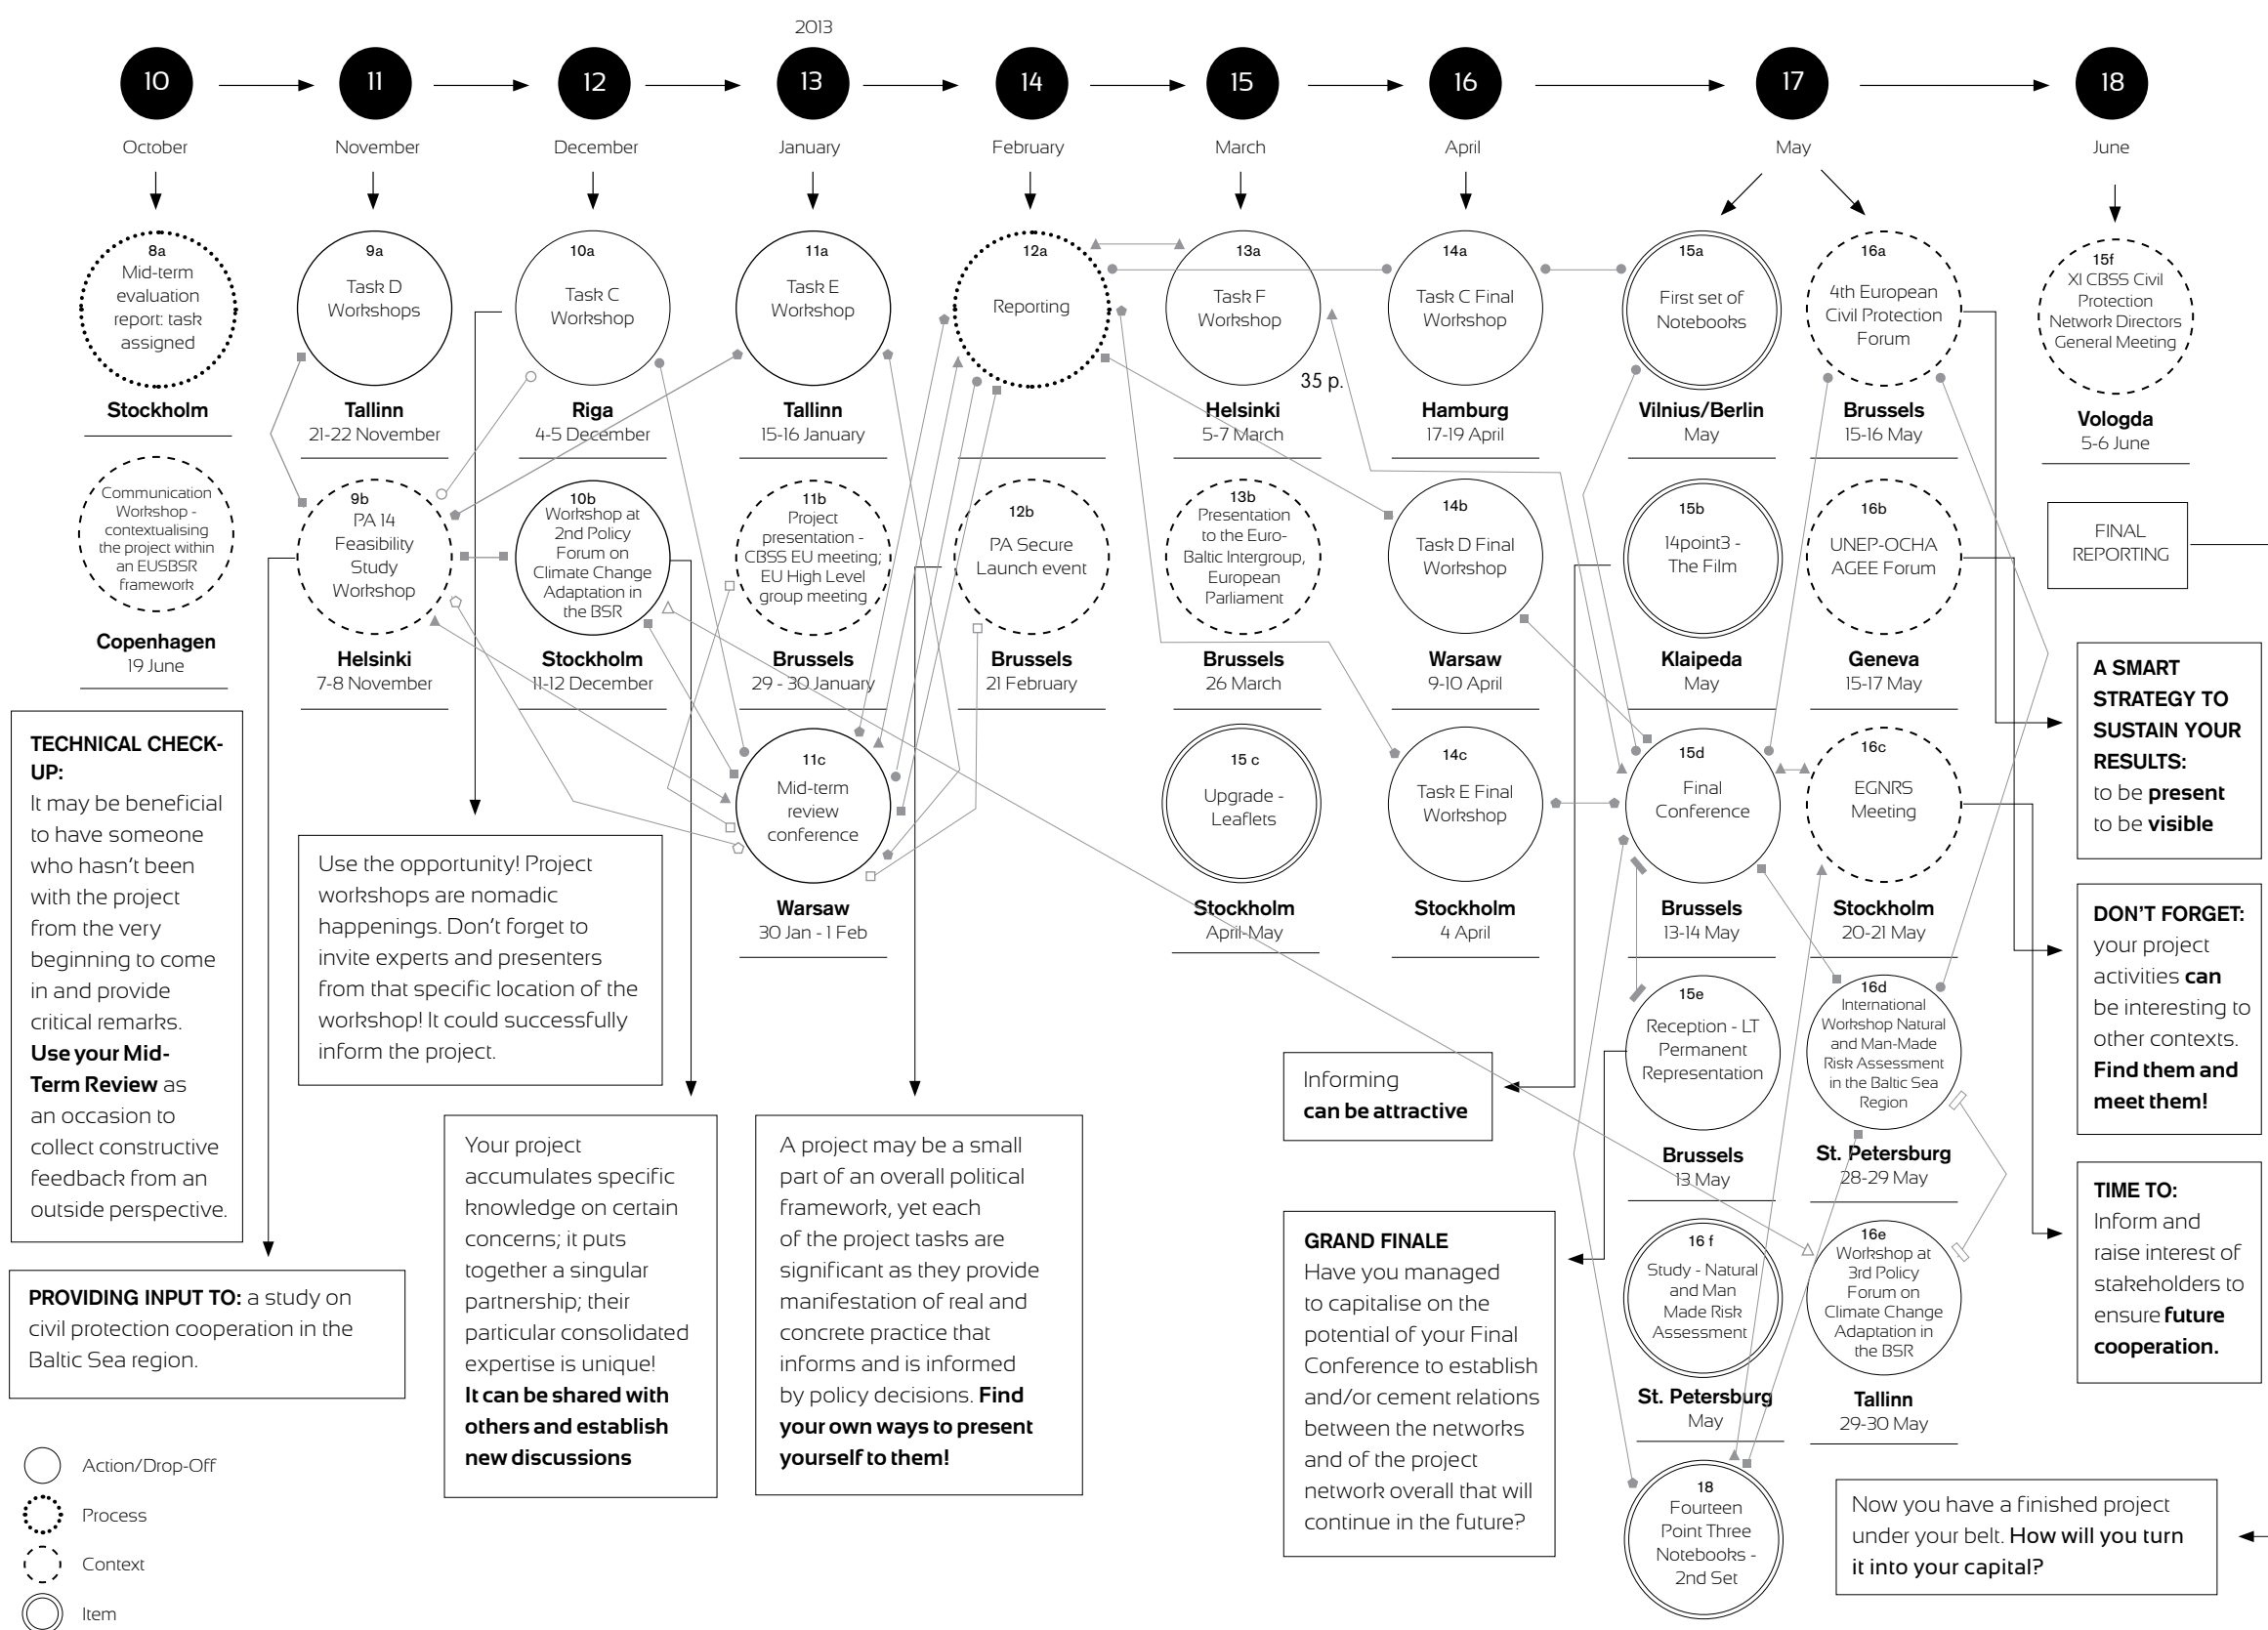 2013
10
11
12
13
14
15
16
17
18
October
November
December
January
February
March
April
May
June
8a
Mid-term
evaluation
report: task
assigned
Stockholm
Communication
Workshop -
contextualising
the project within
an EUSBSR
framework
Copenhagen
19 June
TECHNICAL CHECK-
UP:
It may be beneficial
to have someone
who hasn't been
with the project
from the very
beginning to come
in and provide
critical remarks.
Use your Mid-
Term Review as
an occasion to
collect constructive
feedback from an
outside perspective.
PROVIDING INPUT TO: a study on
civil protection cooperation in the
Baltic Sea region.
Action/Drop-Off
Process
Context
Item
9a
Task D
Workshops
Tallinn
21-22 November
9b
PA 14
Feasibility
Study
Workshop
Helsinki
7-8 November
Use the opportunity! Project
workshops are nomadic
happenings. Don't forget to
invite experts and presenters
from that specific location of the
workshop! It could successfully
inform the project.
10a
Task C
Workshop
Riga
4-5 December
10b
Workshop at
2nd Policy
Forum on
Climate Change
Adaptation in
the BSR
Stockholm
11-12 December
Your project
accumulates specific
knowledge on certain
concerns; it puts
together a singular
partnership; their
particular consolidated
expertise is unique!
It can be shared with
others and establish
new discussions
11a
Task E
Workshop
Tallinn
15-16 January
11b
Project
presentation -
CBSS EU meeting;
EU High Level
group meeting
Brussels
29 - 30 January
11c
Mid-term
review
conference
Warsaw
30 Jan - 1 Feb
A project may be a small
part of an overall political
framework, yet each
of the project tasks are
significant as they provide
manifestation of real and
concrete practice that
informs and is informed
by policy decisions. Find
your own ways to present
yourself to them!
12a
Reporting
12b
PA Secure
Launch event
Brussels
21 February
13a
Task F
Workshop
35 p.
Helsinki
5-7 March
13b
Presentation
to the Euro-
Baltic Intergroup,
European
Parliament
Brussels
26 March
15 c
Upgrade -
Leaflets
Stockholm
April-May
Informing
can be attractive
GRAND FINALE
Have you managed
to capitalise on the
potential of your Final
Conference to establish
and/or cement relations
between the networks
and of the project
network overall that will
continue in the future?
14a
Task C Final
Workshop
Hamburg
17-19 April
14b
Task D Final
Workshop
Warsaw
9-10 April
14c
Task E Final
Workshop
Stockholm
4 April
15a
First set of
Notebooks
Vilnius/Berlin
May
15b
14point3 -
The Film
Klaipeda
May
15d
Final
Conference
Brussels
13-14 May
15e
Reception - LT
Permanent
Representation
Brussels
13 May
16 f
Study - Natural
and Man
Made Risk
Assessment
St. Petersburg
May
18
Fourteen
Point Three
Notebooks -
2nd Set
16a
4th European
Civil Protection
Forum
Brussels
15-16 May
16b
UNEP-OCHA
AGEE Forum
Geneva
15-17 May
16c
EGNRS
Meeting
Stockholm
20-21 May
16d
International
Workshop Natural
and Man-Made
Risk Assessment
in the Baltic Sea
Region
St. Petersburg
28-29 May
16e
Workshop at
3rd Policy
Forum on
Climate Change
Adaptation in
the BSR
Tallinn
29-30 May
15f
XI CBSS Civil
Protection
Network Directors
General Meeting
Vologda
5-6 June
FINAL
REPORTING
A SMART
STRATEGY TO
SUSTAIN YOUR
RESULTS:
to be present
to be visible
DON'T FORGET:
your project
activities can
be interesting to
other contexts.
Find them and
meet them!
TIME TO:
Inform and
raise interest of
stakeholders to
ensure future
cooperation.
Now you have a finished project
under your belt. How will you turn
it into your capital?